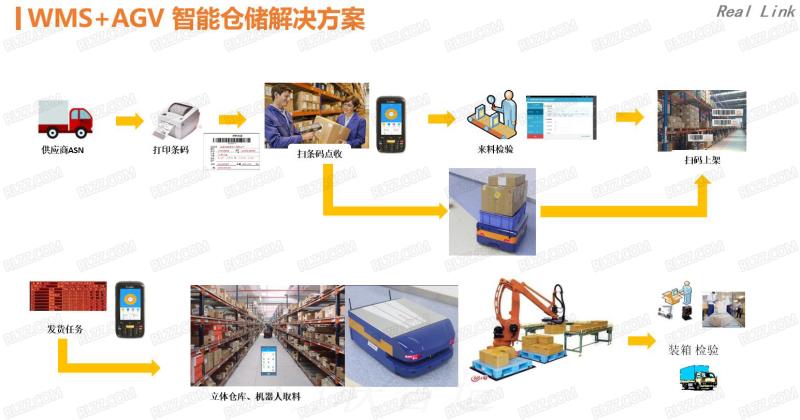 WMS+AGV 智能仓储解决方案
Real Link
供应商ASN
打印条码
扫条码点收
来料检验
扫码上架
发货任务
立体仓库、机器人取料
装箱 检验
RLZZ.COM